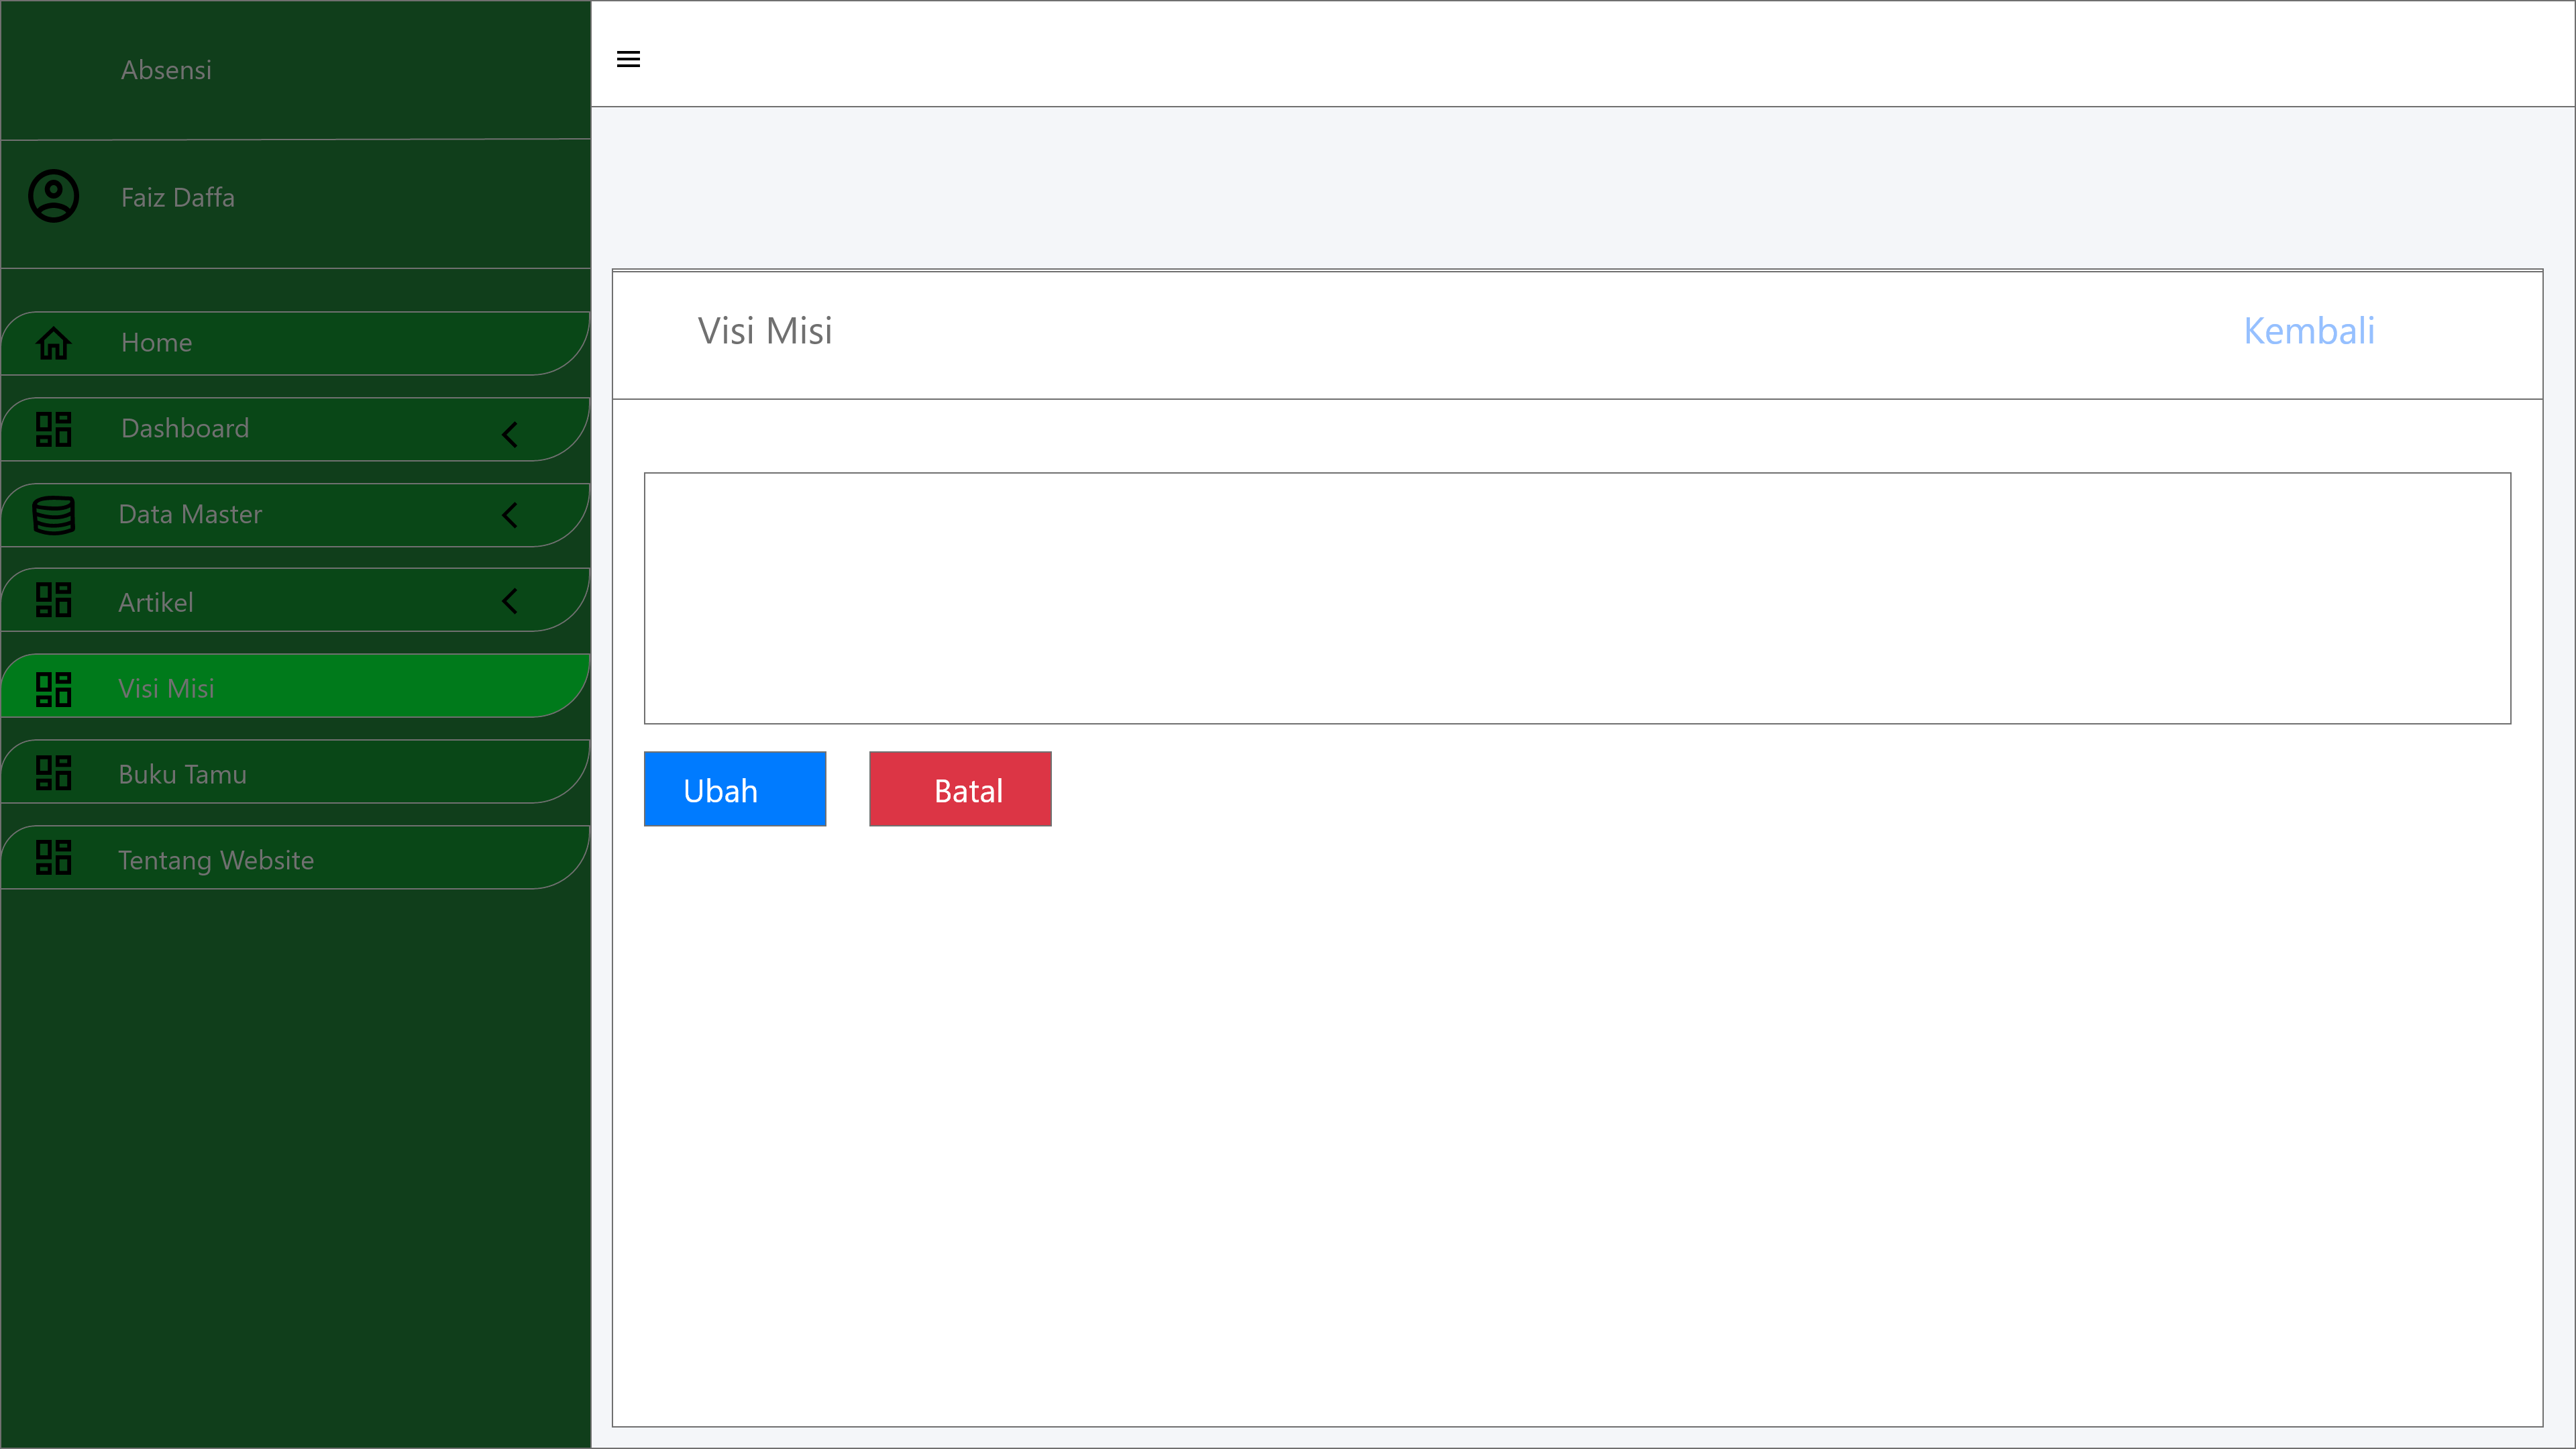 Absensi
Faiz Daffa
Home
Dashboard
Data Master
Artikel
Visi Misi
Buku Tamu
Tentang Website
Visi Misi
Kembali
Ubah
Batal